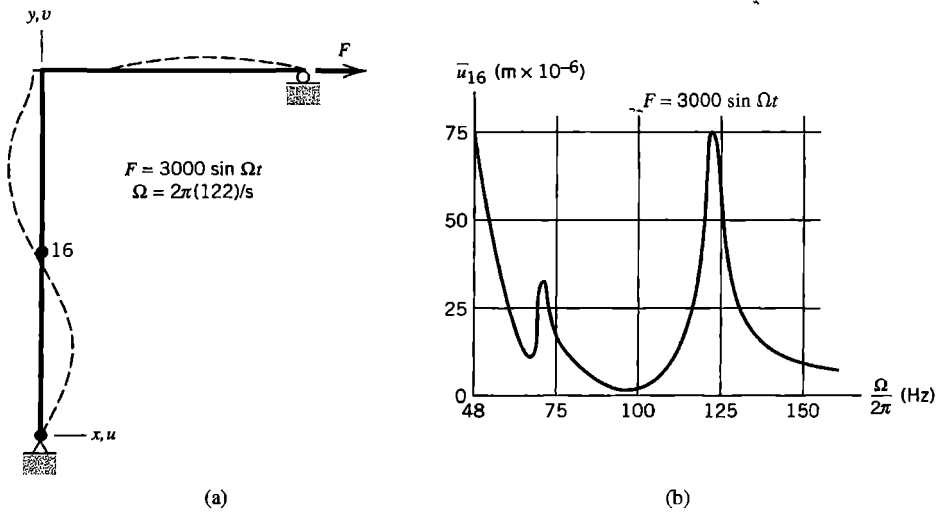 y, v
F
F = 3000 sin Ωt
Ω = 2π(122)/s
16
x, u
(a)
u̅₁₆ (m × 10⁻⁶)
F = 3000 sin Ωt
75
50
25
0
48
75
100
125
150
Ω/2π (Hz)
(b)